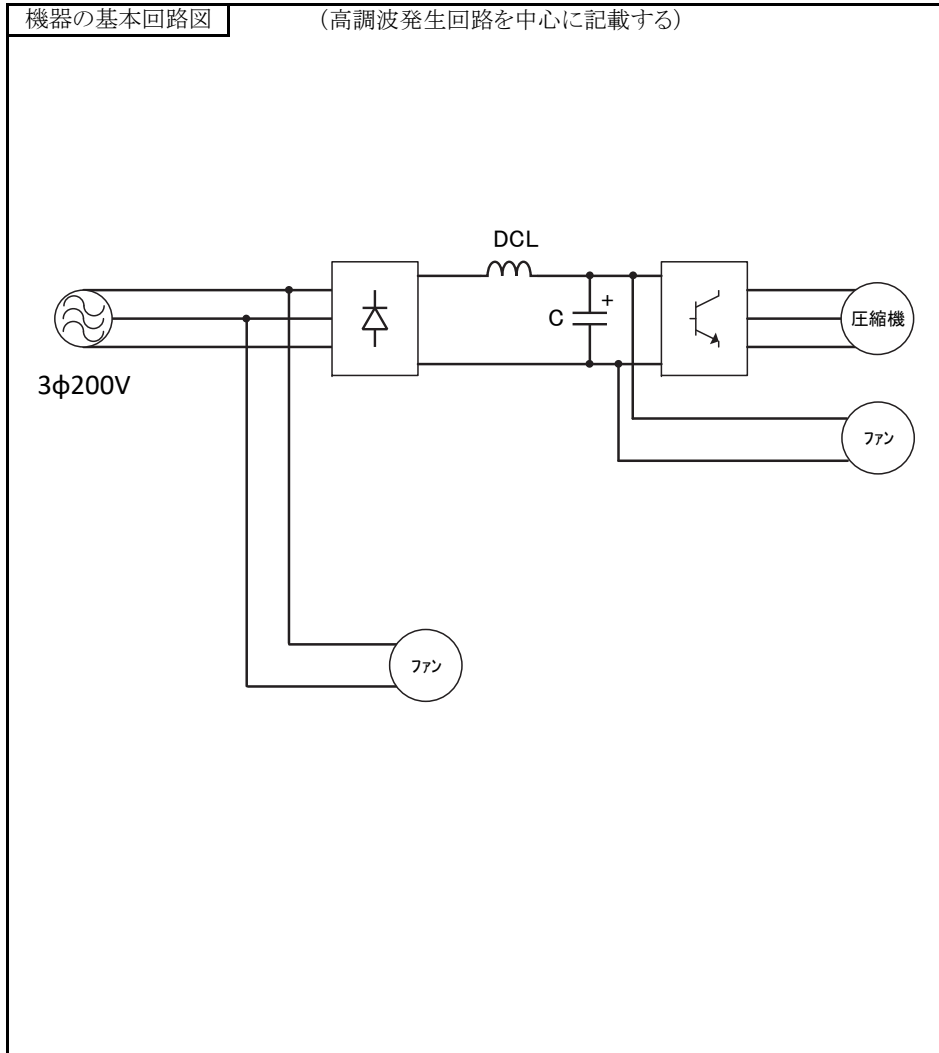 機器の基本回路図
（高調波発生回路を中心に記載する）
DCL
C
+
圧縮機
3φ200V
ファン
ファン